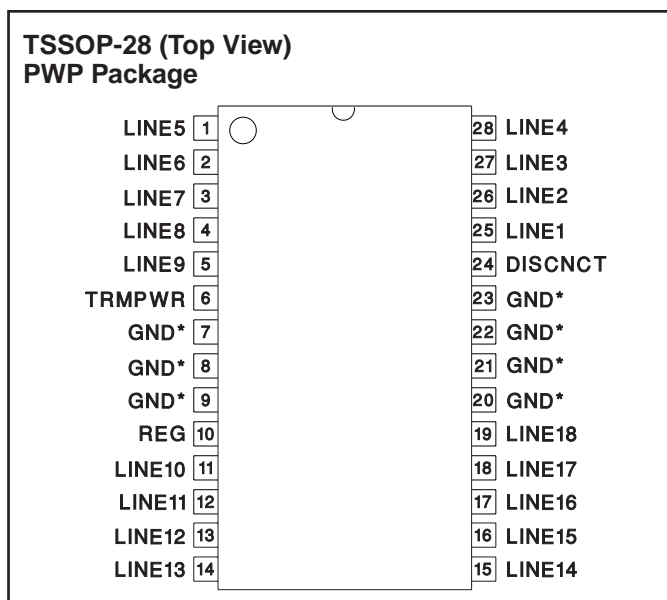 TSSOP-28 (Top View)
PWP Package
LINE5 1 28 LINE4
LINE6 2 27 LINE3
LINE7 3 26 LINE2
LINE8 4 25 LINE1
LINE9 5 24 DISCNCT
TRMPWR 6 23 GND*
GND* 7 22 GND*
GND* 8 21 GND*
GND* 9 20 GND*
REG 10 19 LINE18
LINE10 11 18 LINE17
LINE11 12 17 LINE16
LINE12 13 16 LINE15
LINE13 14 15 LINE14